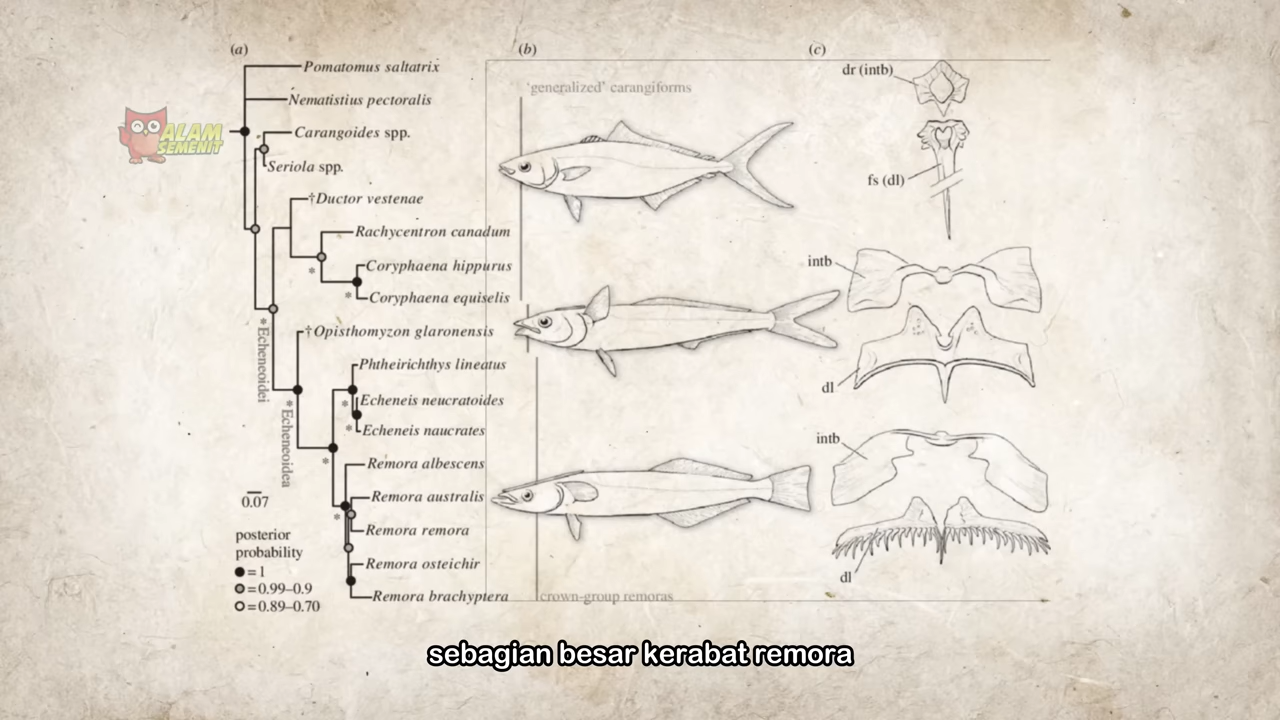 (a)
Pomatomus saltatrix
Nematistius pectoralis
Carangoides spp.
Seriola spp.
†Ductor vestenae
Rachycentron canadum
Coryphaena hippurus
Coryphaena equiselis
†Opisthomyzon glaronensis
Phtheirichthys lineatus
Echeneis neucratoides
Echeneis naucrates
Remora albescens
Remora australis
Remora remora
Remora osteichir
Remora brachyptera
* Echeneoidei
* Echeneoidea
0.07
posterior
probability
= 1
= 0.99–0.9
= 0.89–0.70
ALAM
SEMENIT
(b)
'generalized' carangiforms
crown-group remoras
(c)
dr (intb)
fs (dl)
intb
dl
intb
dl
sebagian besar kerabat remora